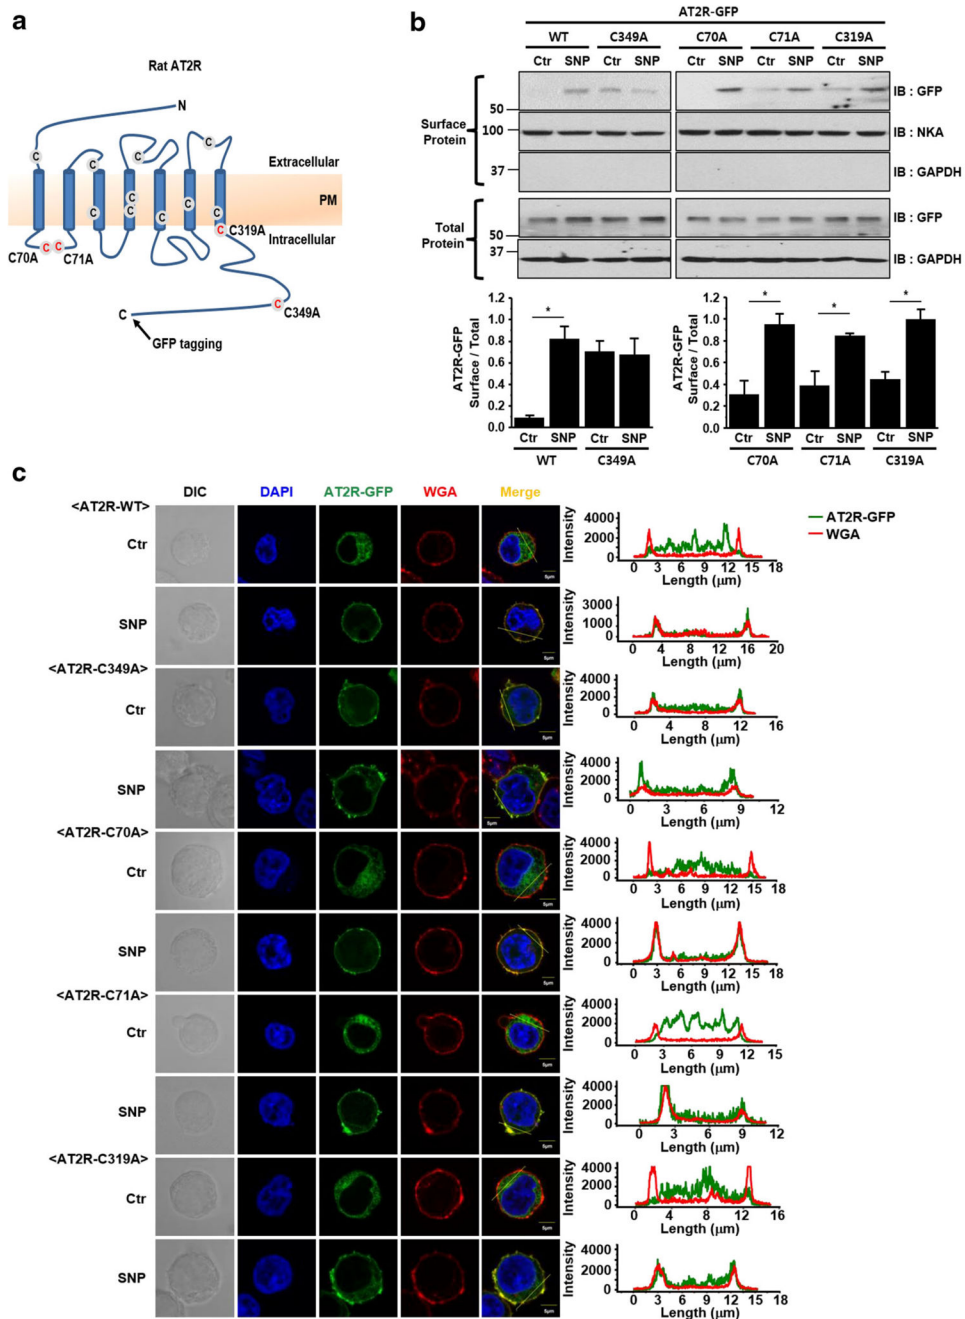 a
Rat AT2R
N
C
C
C
C
C
C
C
C
C
C
C
Extracellular
PM
Intracellular
C319A
C
C C
C70A
C71A
C
C349A
C
GFP tagging
b
AT2R-GFP
WT C349A C70A C71A C319A
Ctr SNP Ctr SNP Ctr SNP Ctr SNP Ctr SNP
Surface
Protein
50
IB : GFP
100
IB : NKA
37
IB : GAPDH
Total
Protein
50
IB : GFP
37
IB : GAPDH
AT2R-GFP
Surface / Total
1.2
1.0
0.8
0.6
0.4
0.2
0.0
*
Ctr SNP Ctr SNP
WT C349A
AT2R-GFP
Surface / Total
1.2
1.0
0.8
0.6
0.4
0.2
0.0
* * *
Ctr SNP Ctr SNP Ctr SNP
C70A C71A C319A
c
DIC DAPI AT2R-GFP WGA Merge
AT2R-GFP
WGA
<AT2R-WT>
Ctr
5μm
Intensity
4000
2000
0
0 3 6 9 12 15 18
Length (μm)
SNP
5μm
3000
0
0 4 8 12 16 20
Length (μm)
<AT2R-C349A>
Ctr
5μm
Intensity
4000
2000
0
0 4 8 12 16
Length (μm)
SNP
5μm
4000
2000
0
0 3 6 9 12
Length (μm)
<AT2R-C70A>
Ctr
5μm
Intensity
4000
2000
0
0 3 6 9 12 15 18
Length (μm)
SNP
5μm
4000
2000
0
0 3 6 9 12 15 18
Length (μm)
<AT2R-C71A>
Ctr
5μm
Intensity
4000
2000
0
0 3 6 9 12 15
Length (μm)
SNP
5μm
4000
2000
0
0 3 6 9 11
Length (μm)
<AT2R-C319A>
Ctr
5μm
Intensity
4000
2000
0
0 4 8 12 16
Length (μm)
SNP
5μm
4000
2000
0
0 3 6 9 12 15 18
Length (μm)